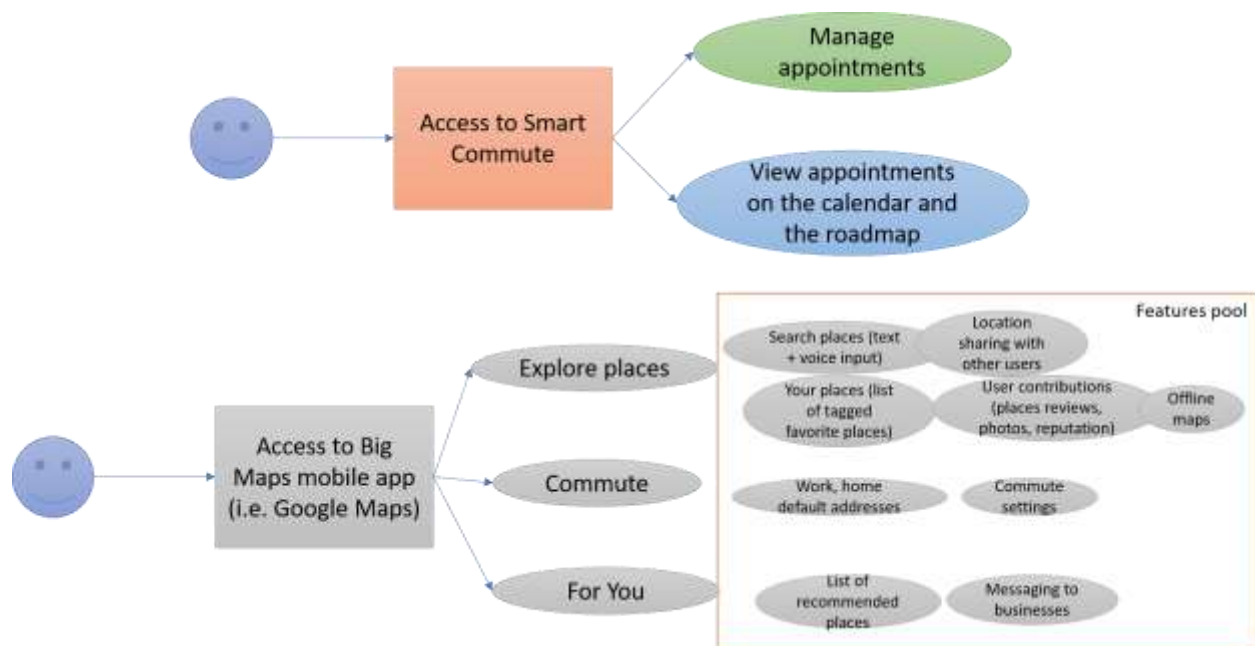 Manage
appointments
Access to Smart
Commute
View appointments
on the calendar and
the roadmap
Features pool
Search places (text
+ voice input)
Location
sharing with
other users
Explore places
Your places (list
of tagged
favorite places)
User contributions
(places reviews,
photos, reputation)
Offline
maps
Access to Big
Maps mobile app
(i.e. Google Maps)
Commute
Work, home
default addresses
Commute
settings
For You
List of
recommended
places
Messaging to
businesses